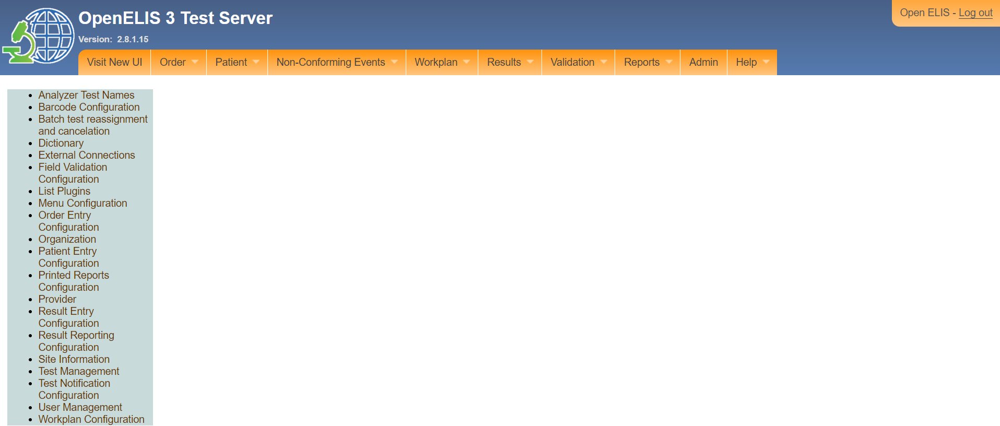 OpenELIS 3 Test Server
Open ELIS - Log out
Version: 2.8.1.15
Visit New UI Order Patient Non-Conforming Events Workplan Results Validation Reports Admin Help
Analyzer Test Names
Barcode Configuration
Batch test reassignment
and cancelation
Dictionary
External Connections
Field Validation
Configuration
List Plugins
Menu Configuration
Order Entry
Configuration
Organization
Patient Entry
Configuration
Printed Reports
Configuration
Provider
Result Entry
Configuration
Result Reporting
Configuration
Site Information
Test Management
Test Notification
Configuration
User Management
Workplan Configuration